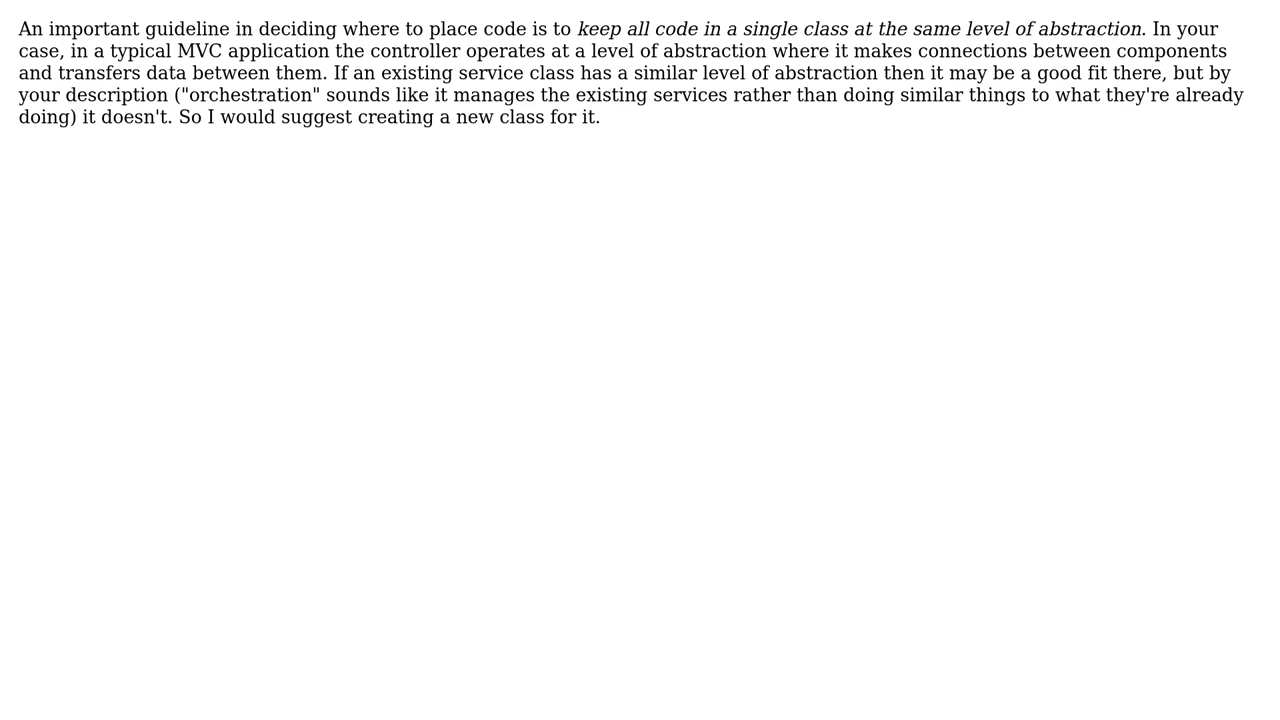 An important guideline in deciding where to place code is to keep all code in a single class at the same level of abstraction. In your
case, in a typical MVC application the controller operates at a level of abstraction where it makes connections between components
and transfers data between them. If an existing service class has a similar level of abstraction then it may be a good fit there, but by
your description ("orchestration" sounds like it manages the existing services rather than doing similar things to what they're already
doing) it doesn't. So I would suggest creating a new class for it.